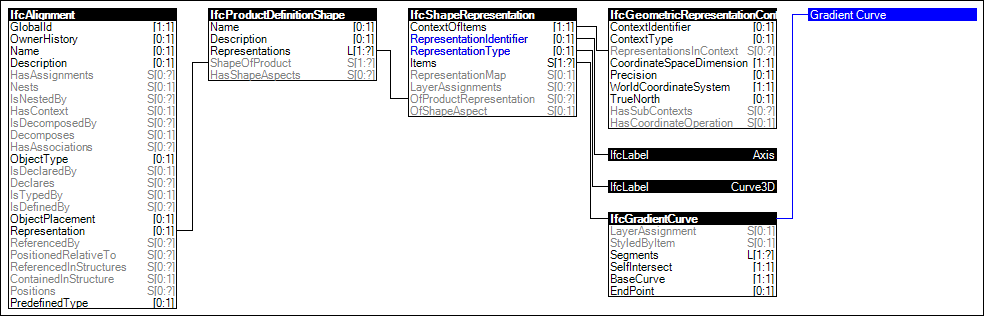 IfcAlignment
GlobalId [1:1]
OwnerHistory [0:1]
Name [0:1]
Description [0:1]
HasAssignments S[0:?]
Nests S[0:1]
IsNestedBy S[0:?]
HasContext S[0:1]
IsDecomposedBy S[0:?]
Decomposes S[0:1]
HasAssociations S[0:?]
ObjectType [0:1]
IsDeclaredBy S[0:1]
Declares S[0:?]
IsTypedBy S[0:1]
IsDefinedBy S[0:?]
ObjectPlacement [0:1]
Representation [0:1]
ReferencedBy S[0:?]
PositionedRelativeTo S[0:1]
ReferencedInStructures S[0:?]
ContainedInStructure S[0:1]
Positions S[0:?]
PredefinedType [0:1]
IfcProductDefinitionShape
Name [0:1]
Description [0:1]
Representations L[1:?]
ShapeOfProduct S[1:?]
HasShapeAspects S[0:?]
IfcShapeRepresentation
ContextOfItems [1:1]
RepresentationIdentifier [0:1]
RepresentationType [0:1]
Items S[1:?]
RepresentationMap S[0:1]
LayerAssignments S[0:?]
OfProductRepresentation S[0:?]
OfShapeAspect S[0:1]
IfcGeometricRepresentationCont
ContextIdentifier [0:1]
ContextType [0:1]
RepresentationsInContext S[0:?]
CoordinateSpaceDimension [1:1]
Precision [0:1]
WorldCoordinateSystem [1:1]
TrueNorth [0:1]
HasSubContexts S[0:?]
HasCoordinateOperation S[0:1]
IfcLabel Axis
IfcLabel Curve3D
IfcGradientCurve
LayerAssignment S[0:1]
StyledByItem S[0:1]
Segments L[1:?]
SelfIntersect [1:1]
BaseCurve [1:1]
EndPoint [0:1]
Gradient Curve